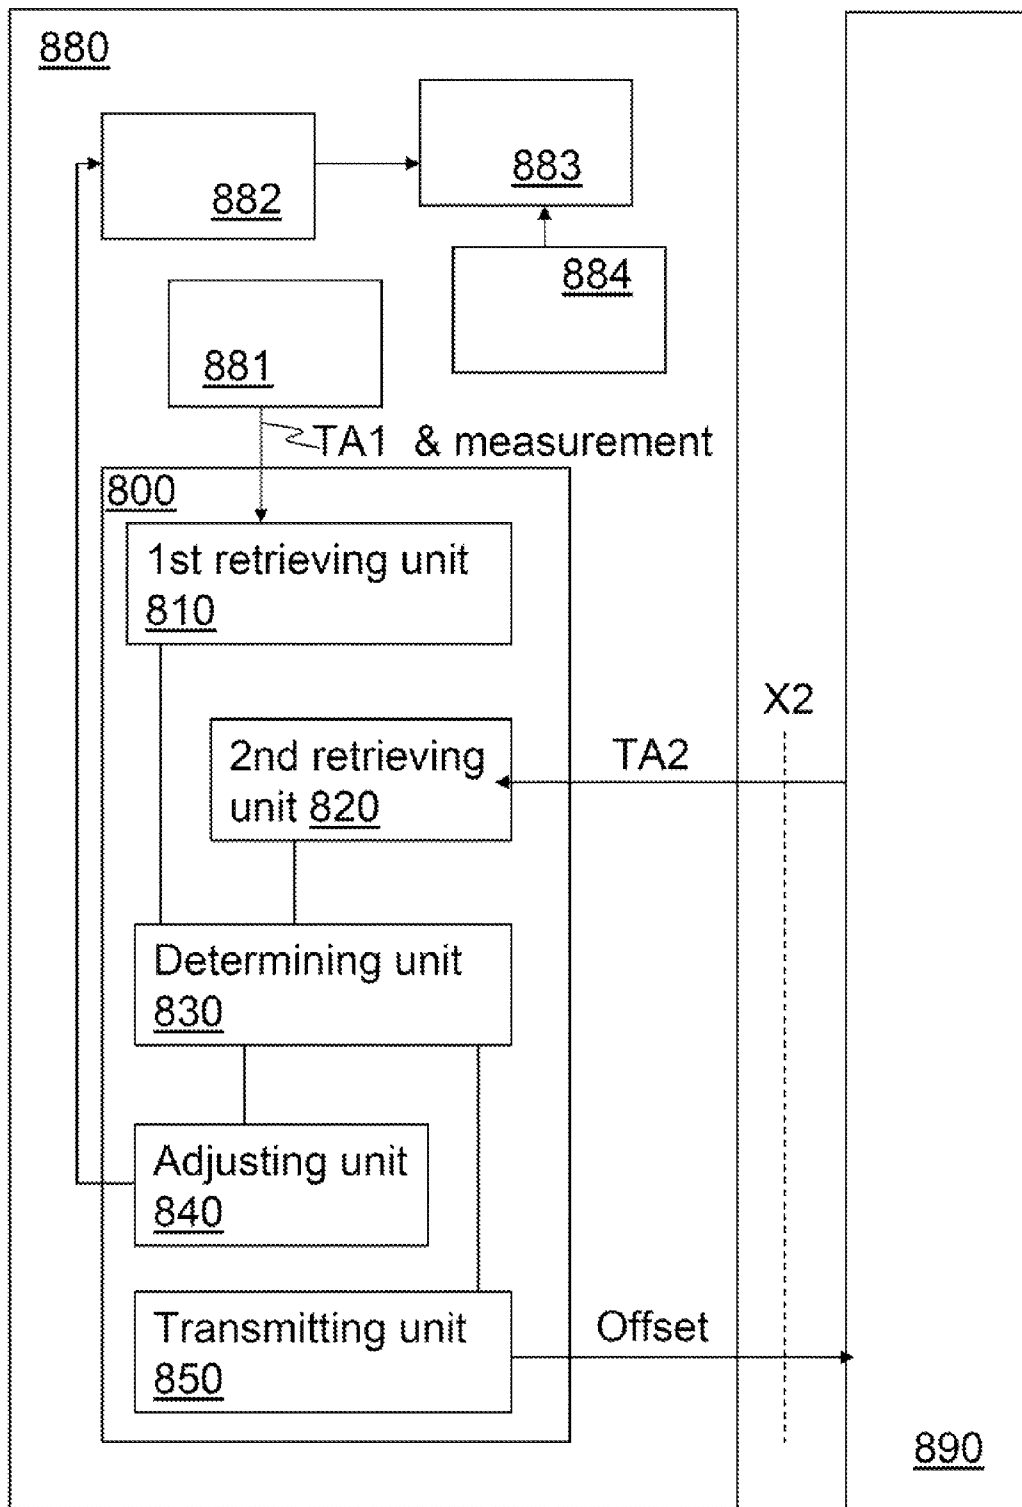 880
883
882
884
881
TA1 & measurement
800
1st retrieving unit
810
X2
2nd retrieving
unit 820
TA2
Determining unit
830
Adjusting unit
840
Transmitting unit
850
Offset
890